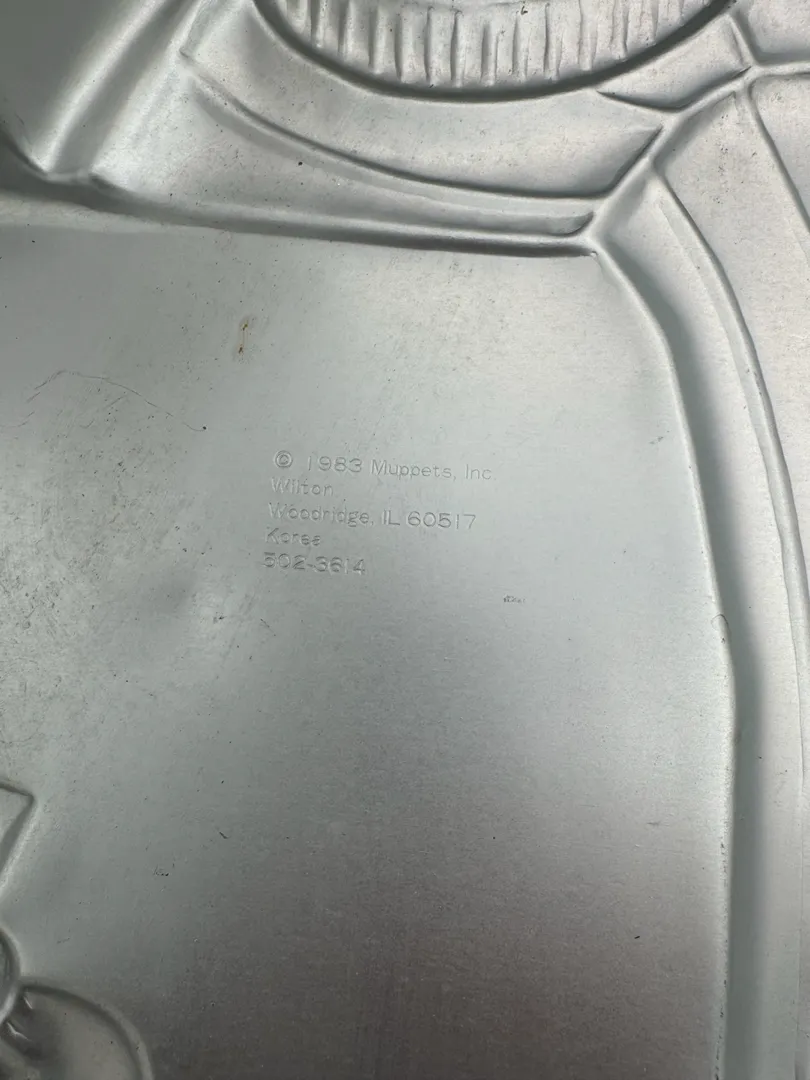 © 1983 Muppets, Inc.
Wilton
Woodridge, IL 60517
Korea
502-3614